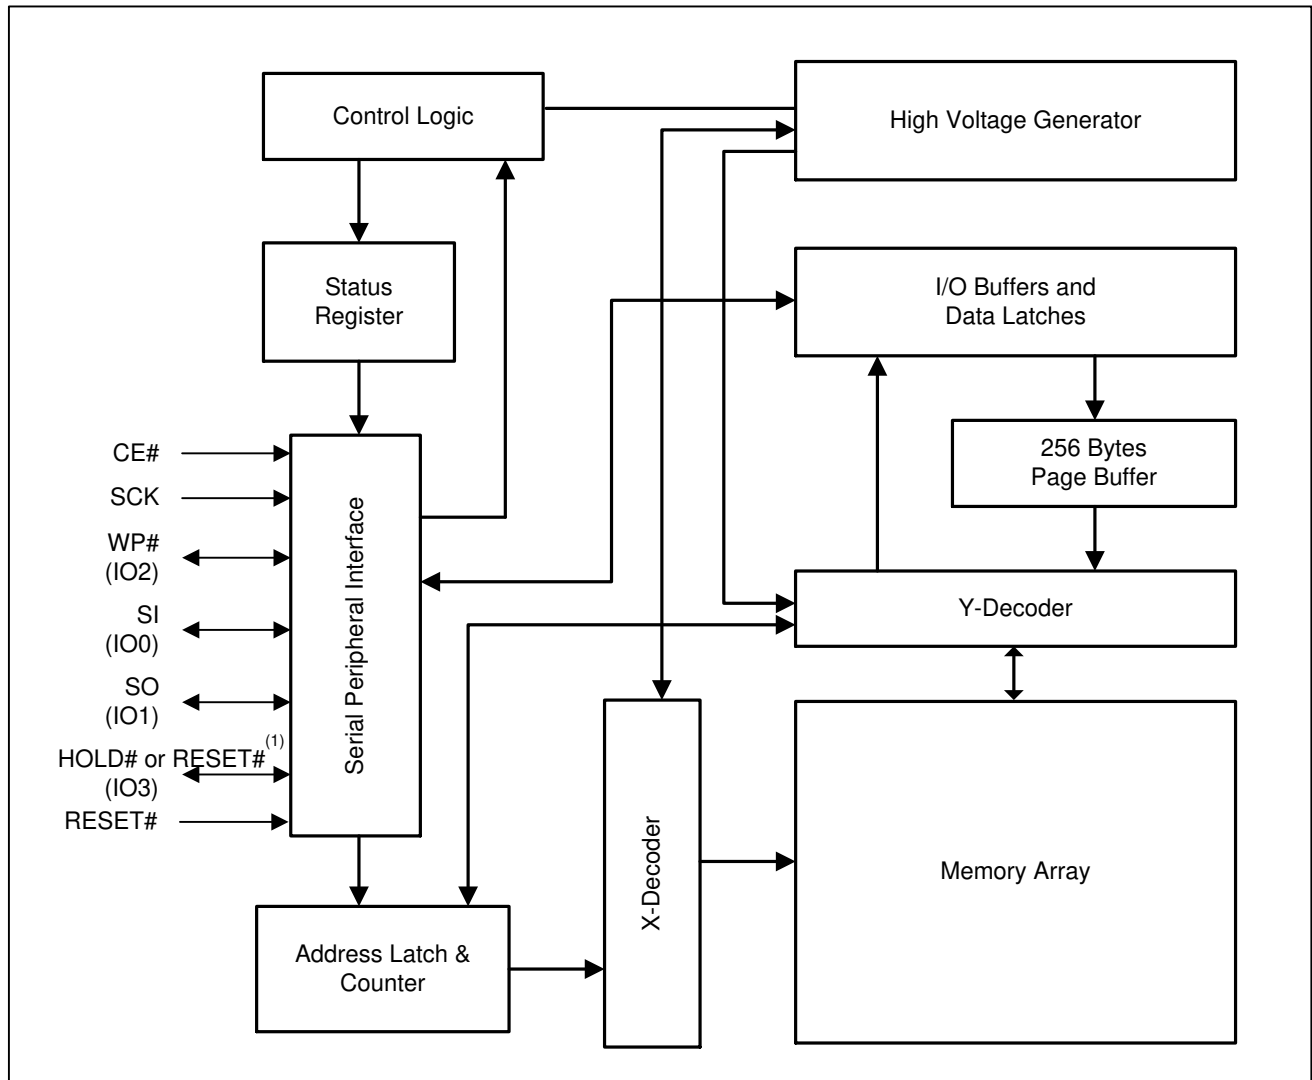 Control Logic
High Voltage Generator
Status
Register
I/O Buffers and
Data Latches
256 Bytes
Page Buffer
CE#
SCK
WP#
(IO2)
SI
(IO0)
SO
(IO1)
HOLD# or RESET#(1)
(IO3)
RESET#
Serial Peripheral Interface
Y-Decoder
X-Decoder
Memory Array
Address Latch &
Counter